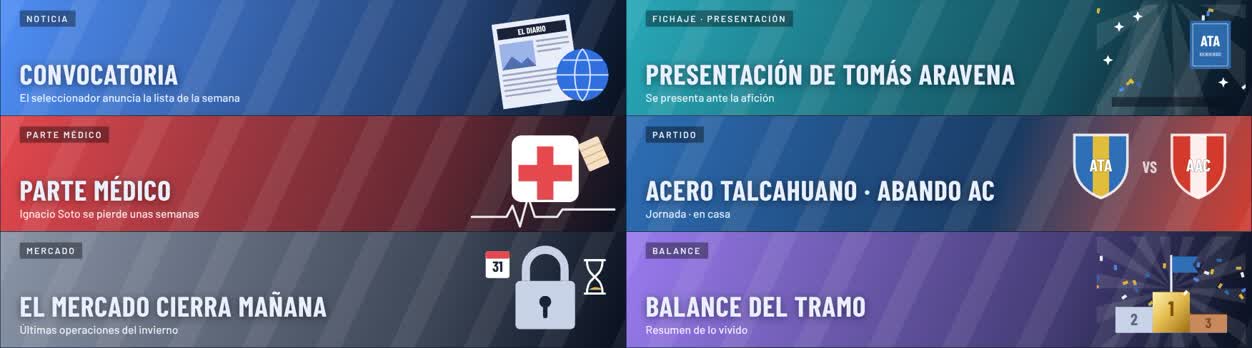 NOTICIA
EL DIARIO
CONVOCATORIA
El seleccionador anuncia la lista de la semana
FICHAJE · PRESENTACIÓN
ATA
PRESENTACIÓN DE TOMÁS ARAVENA
Se presenta ante la afición
PARTE MÉDICO
PARTE MÉDICO
Ignacio Soto se pierde unas semanas
PARTIDO
ATA VS AAC
ACERO TALCAHUANO · ABANDO AC
Jornada · en casa
MERCADO
31
EL MERCADO CIERRA MAÑANA
Últimas operaciones del invierno
BALANCE
1
2
3
BALANCE DEL TRAMO
Resumen de lo vivido